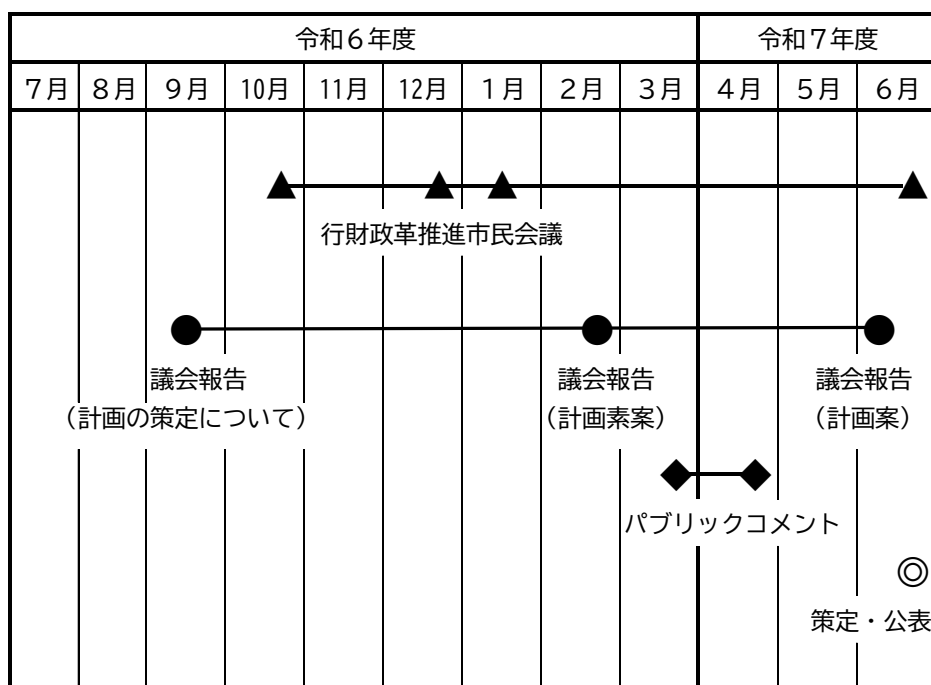 令和６年度 令和７年度
７月 ８月 ９月 10月 11月 12月 １月 ２月 ３月 ４月 ５月 ６月
行財政革推進市民会議
議会報告 議会報告 議会報告
（計画の策定について） （計画素案） （計画案）
パブリックコメント
策定・公表